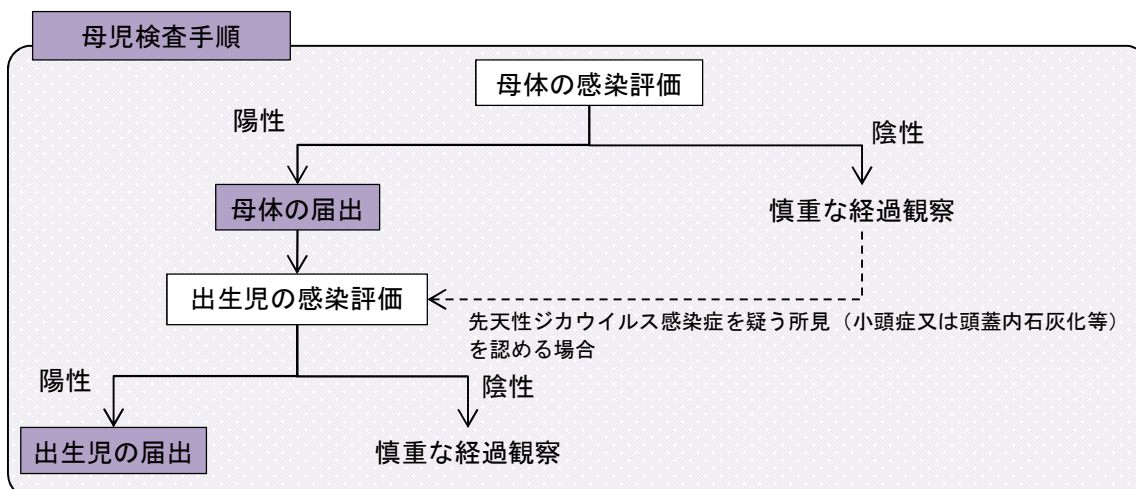 母児検査手順
母体の感染評価
陽性
陰性
母体の届出
慎重な経過観察
出生児の感染評価
先天性ジカウイルス感染症を疑う所見（小頭症又は頭蓋内石灰化等）
を認める場合
陽性
陰性
出生児の届出
慎重な経過観察